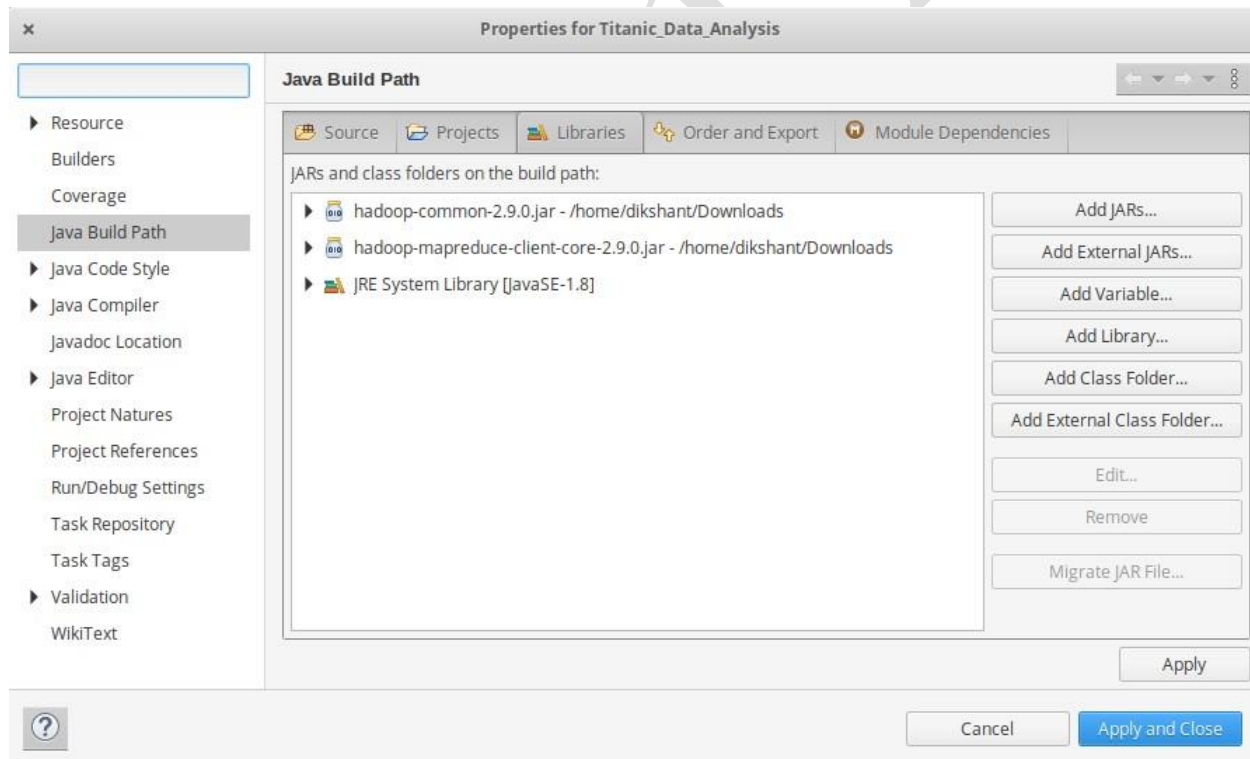 Properties for Titanic_Data_Analysis
Java Build Path
Resource
Builders
Coverage
Java Build Path
Java Code Style
Java Compiler
Javadoc Location
Java Editor
Project Natures
Project References
Run/Debug Settings
Task Repository
Task Tags
Validation
WikiText
Source Projects Libraries Order and Export Module Dependencies
JARs and class folders on the build path:
hadoop-common-2.9.0.jar - /home/dikshant/Downloads
hadoop-mapreduce-client-core-2.9.0.jar - /home/dikshant/Downloads
JRE System Library [JavaSE-1.8]
Add JARs...
Add External JARs...
Add Variable...
Add Library...
Add Class Folder...
Add External Class Folder...
Edit...
Remove
Migrate JAR File...
Apply
?
Cancel
Apply and Close